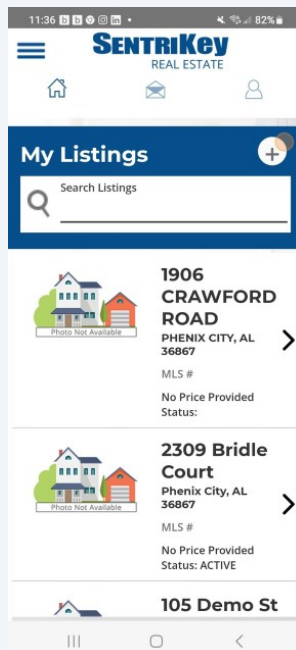 11:36
82%
SENTRIKEY
REAL ESTATE
My Listings
+
Search Listings
1906
CRAWFORD
ROAD
PHENIX CITY, AL
36867
MLS #
No Price Provided
Status:
Photo Not Available
2309 Bridle
Court
Phenix City, AL
36867
MLS #
No Price Provided
Status: ACTIVE
Photo Not Available
105 Demo St